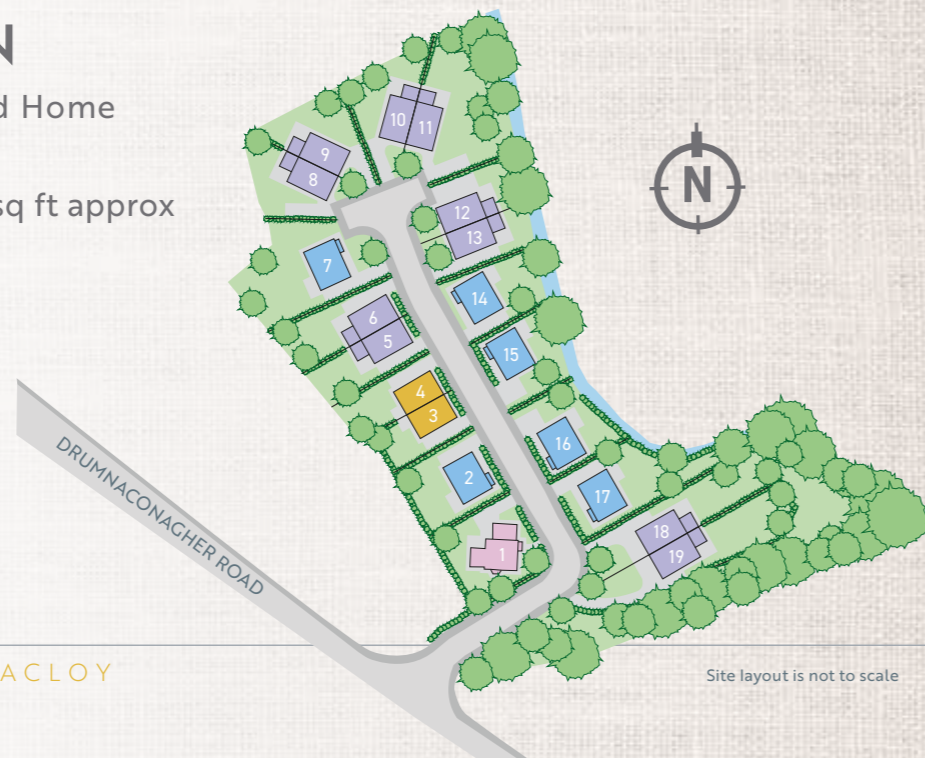 N
d Home
sq ft approx
N
10
11
9
8
12
13
7
14
6
5
15
4
3
16
2
17
18
1
19
DRUMNACONAGHER ROAD
ACLOY
Site layout is not to scale